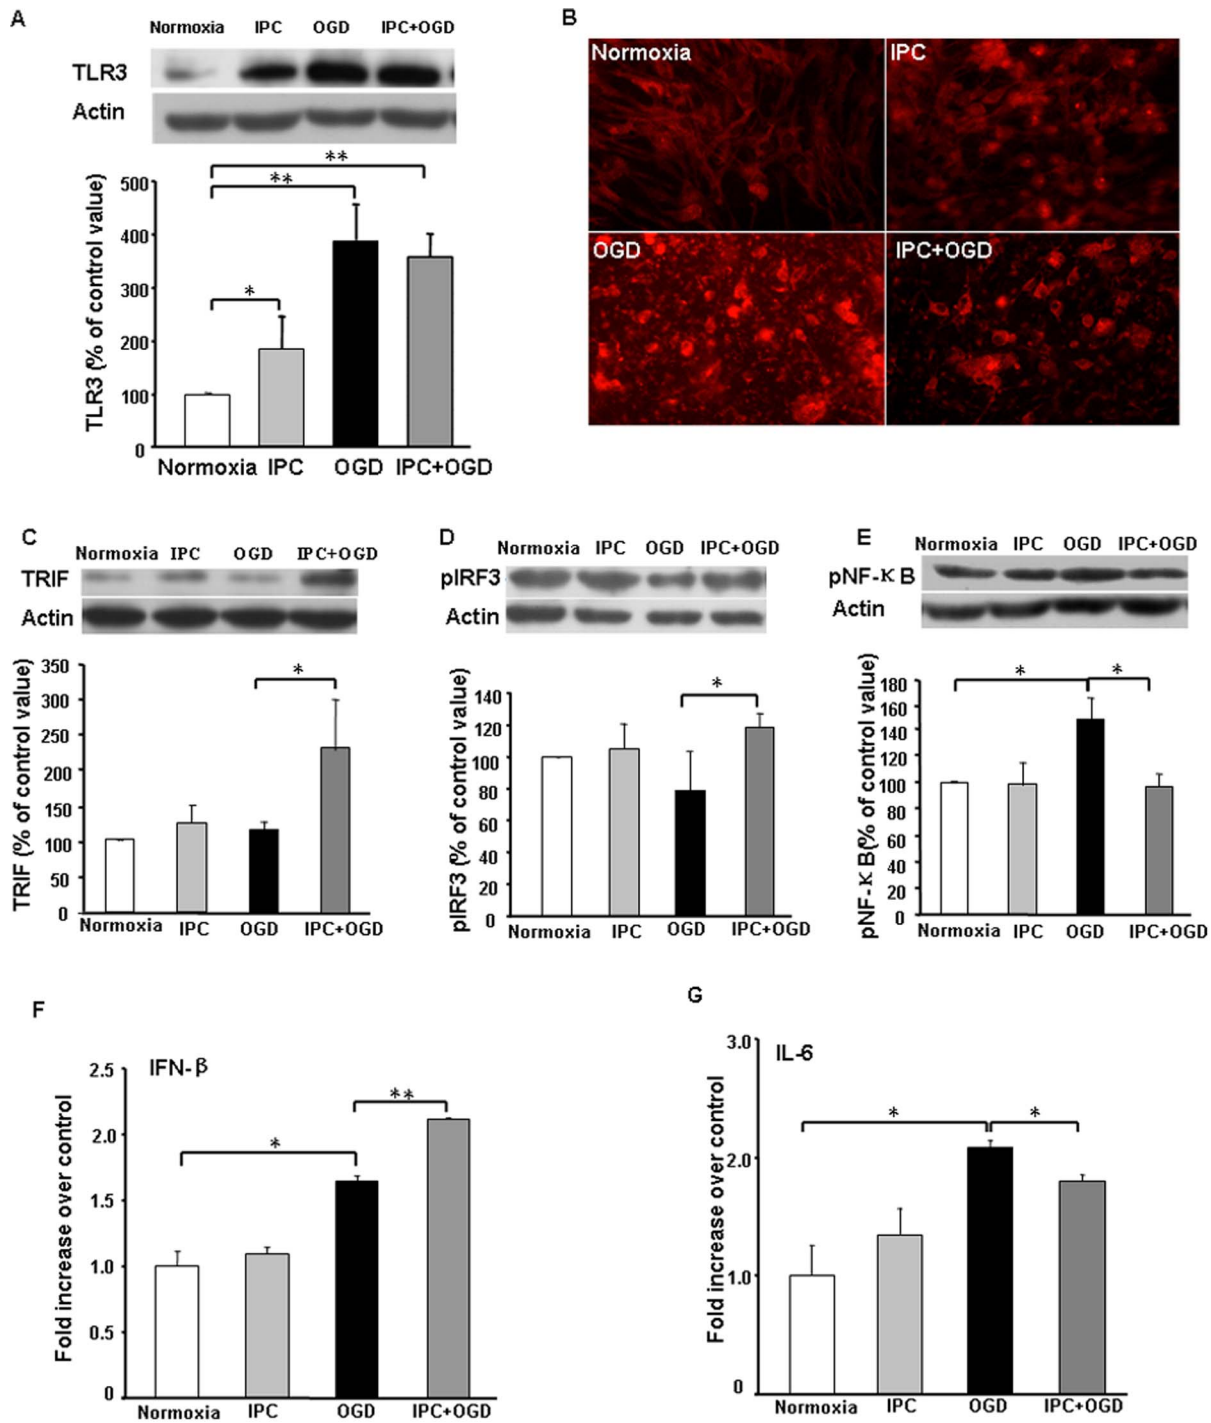 A
Normoxia IPC OGD IPC+OGD
TLR3
Actin
**
**
*
TLR3 (% of control value)
500
400
300
200
100
0
Normoxia IPC OGD IPC+OGD
B
Normoxia
IPC
OGD
IPC+OGD
C
Normoxia IPC OGD IPC+OGD
TRIF
Actin
*
TRIF (% of control value)
350
300
250
200
150
100
50
0
Normoxia IPC OGD IPC+OGD
D
Normoxia IPC OGD IPC+OGD
pIRF3
Actin
*
pIRF3 (% of control value)
140
120
100
80
60
40
20
0
Normoxia IPC OGD IPC+OGD
E
Normoxia IPC OGD IPC+OGD
pNF-κB
Actin
* *
pNF-κB(% of control value)
180
160
140
120
100
80
60
40
20
0
Normoxia IPC OGD IPC+OGD
F
IFN-β
**
*
Fold increase over control
2.5
2.0
1.5
1.0
0.5
0
Normoxia IPC OGD IPC+OGD
G
IL-6
* *
Fold increase over control
3.0
2.0
1.0
0
Normoxia IPC OGD IPC+OGD